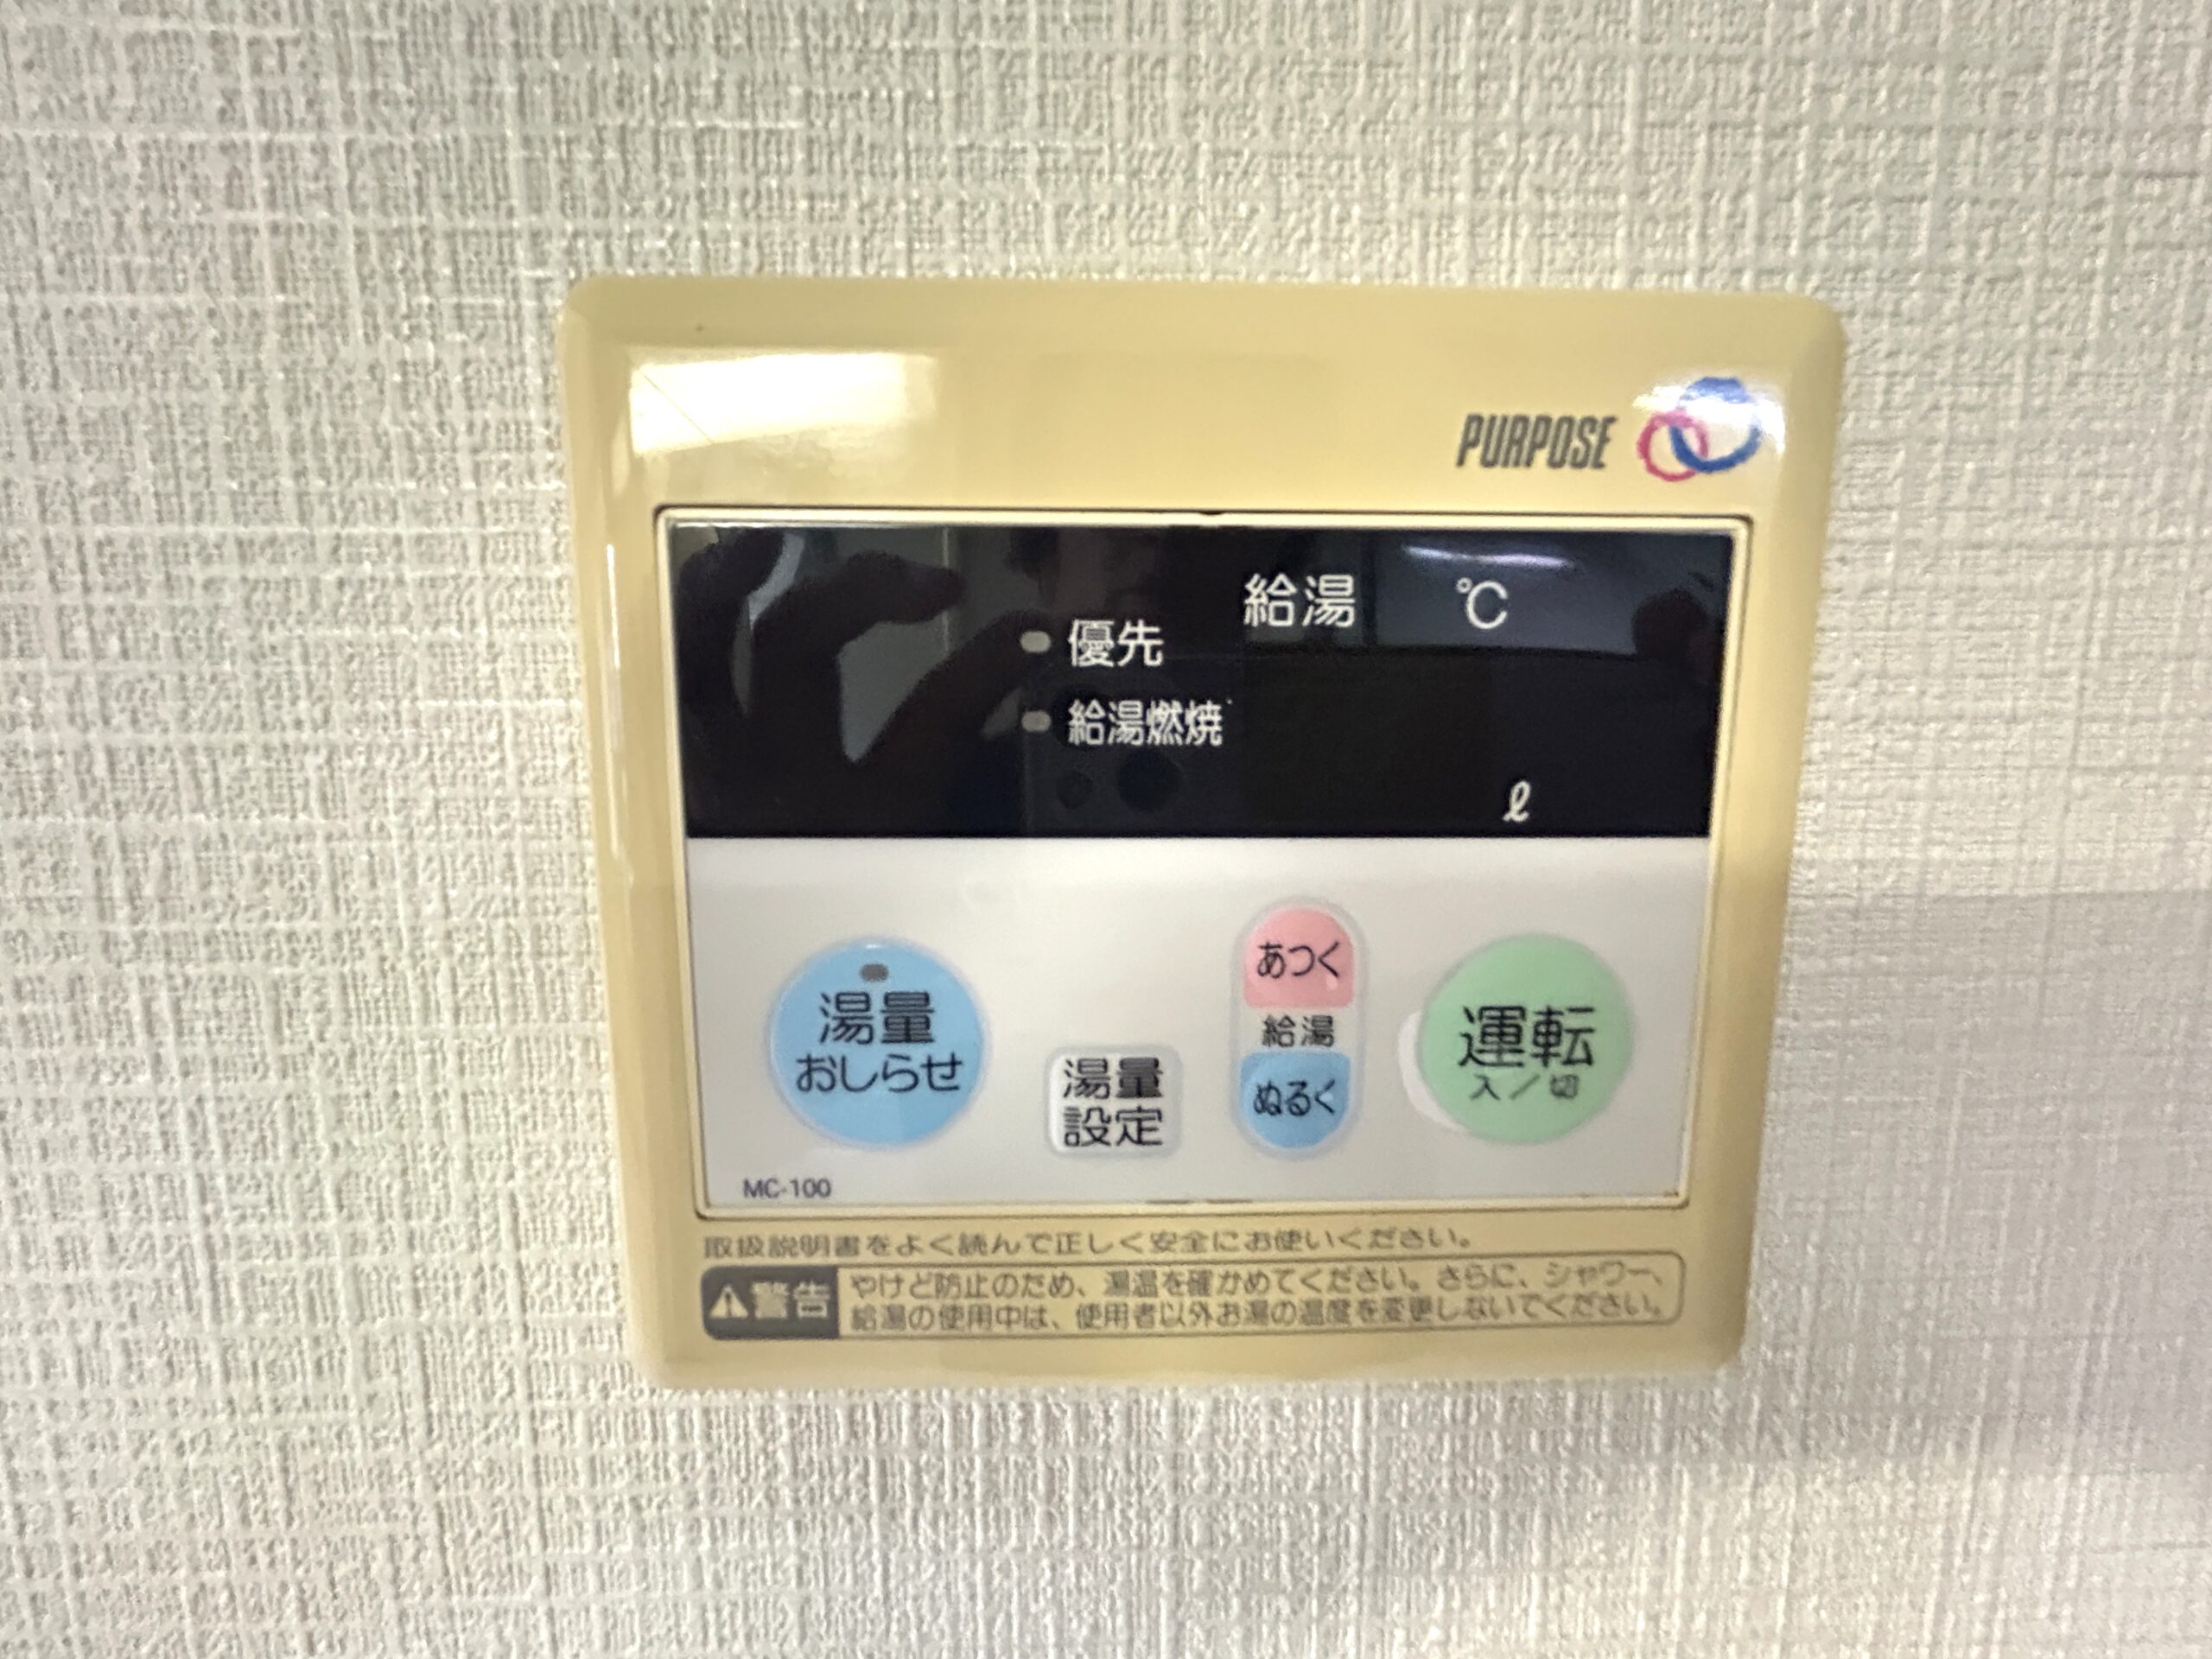 PURPOSE
給湯 ℃
優先
給湯燃焼
ℓ
湯量
おしらせ
湯量
設定
あつく
給湯
ぬるく
運転
入／切
MC-100
取扱説明書をよく読んで正しく安全にお使いください。
警告
やけど防止のため、湯温を確かめてください。さらに、シャワー、
給湯の使用中は、使用者以外お湯の温度を変更しないでください。